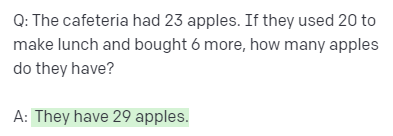 Q: The cafeteria had 23 apples. If they used 20 to
make lunch and bought 6 more, how many apples
do they have?
A: They have 29 apples.